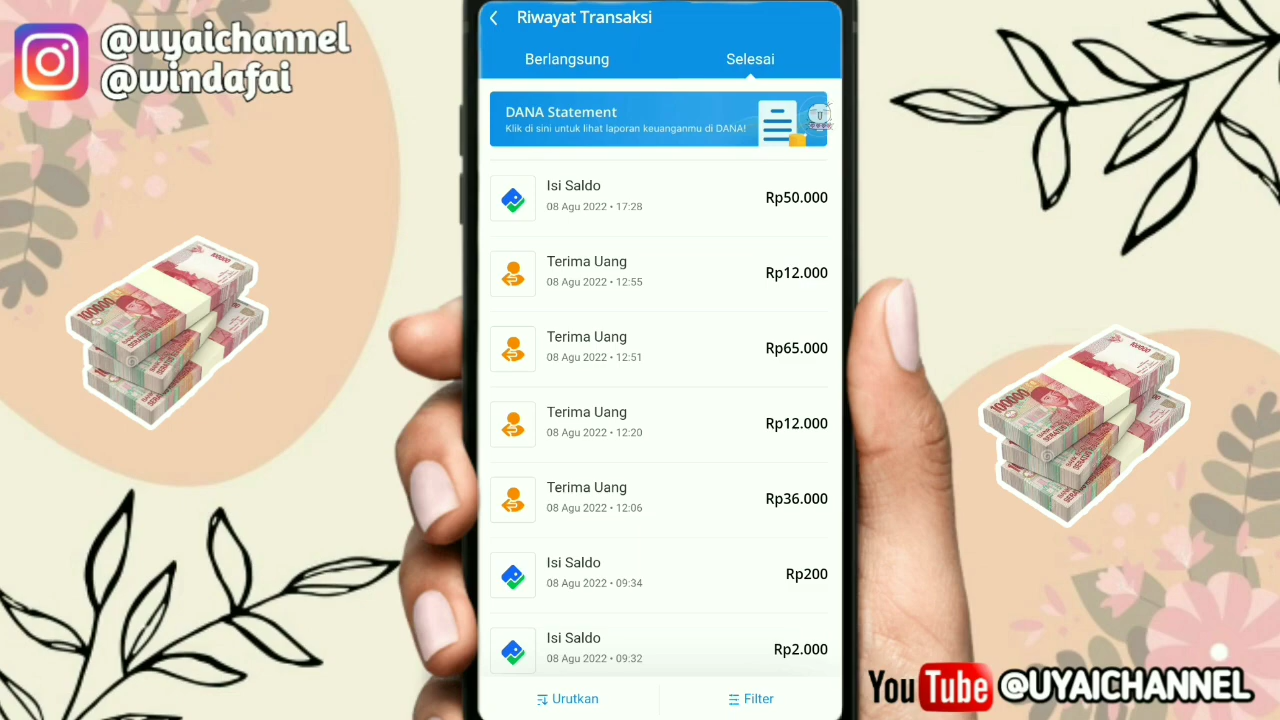 @uyaichannel
@windafai
Riwayat Transaksi
Berlangsung
Selesai
DANA Statement
Klik di sini untuk lihat laporan keuanganmu di DANA!
Isi Saldo
Rp50.000
08 Agu 2022 • 17:28
Terima Uang
Rp12.000
08 Agu 2022 • 12:55
Terima Uang
Rp65.000
08 Agu 2022 • 12:51
Terima Uang
Rp12.000
08 Agu 2022 • 12:20
Terima Uang
Rp36.000
08 Agu 2022 • 12:06
Isi Saldo
Rp200
08 Agu 2022 • 09:34
Isi Saldo
Rp2.000
08 Agu 2022 • 09:32
Urutkan
Filter
YouTube @UYAICHANNEL
100000
100000
100000
100000